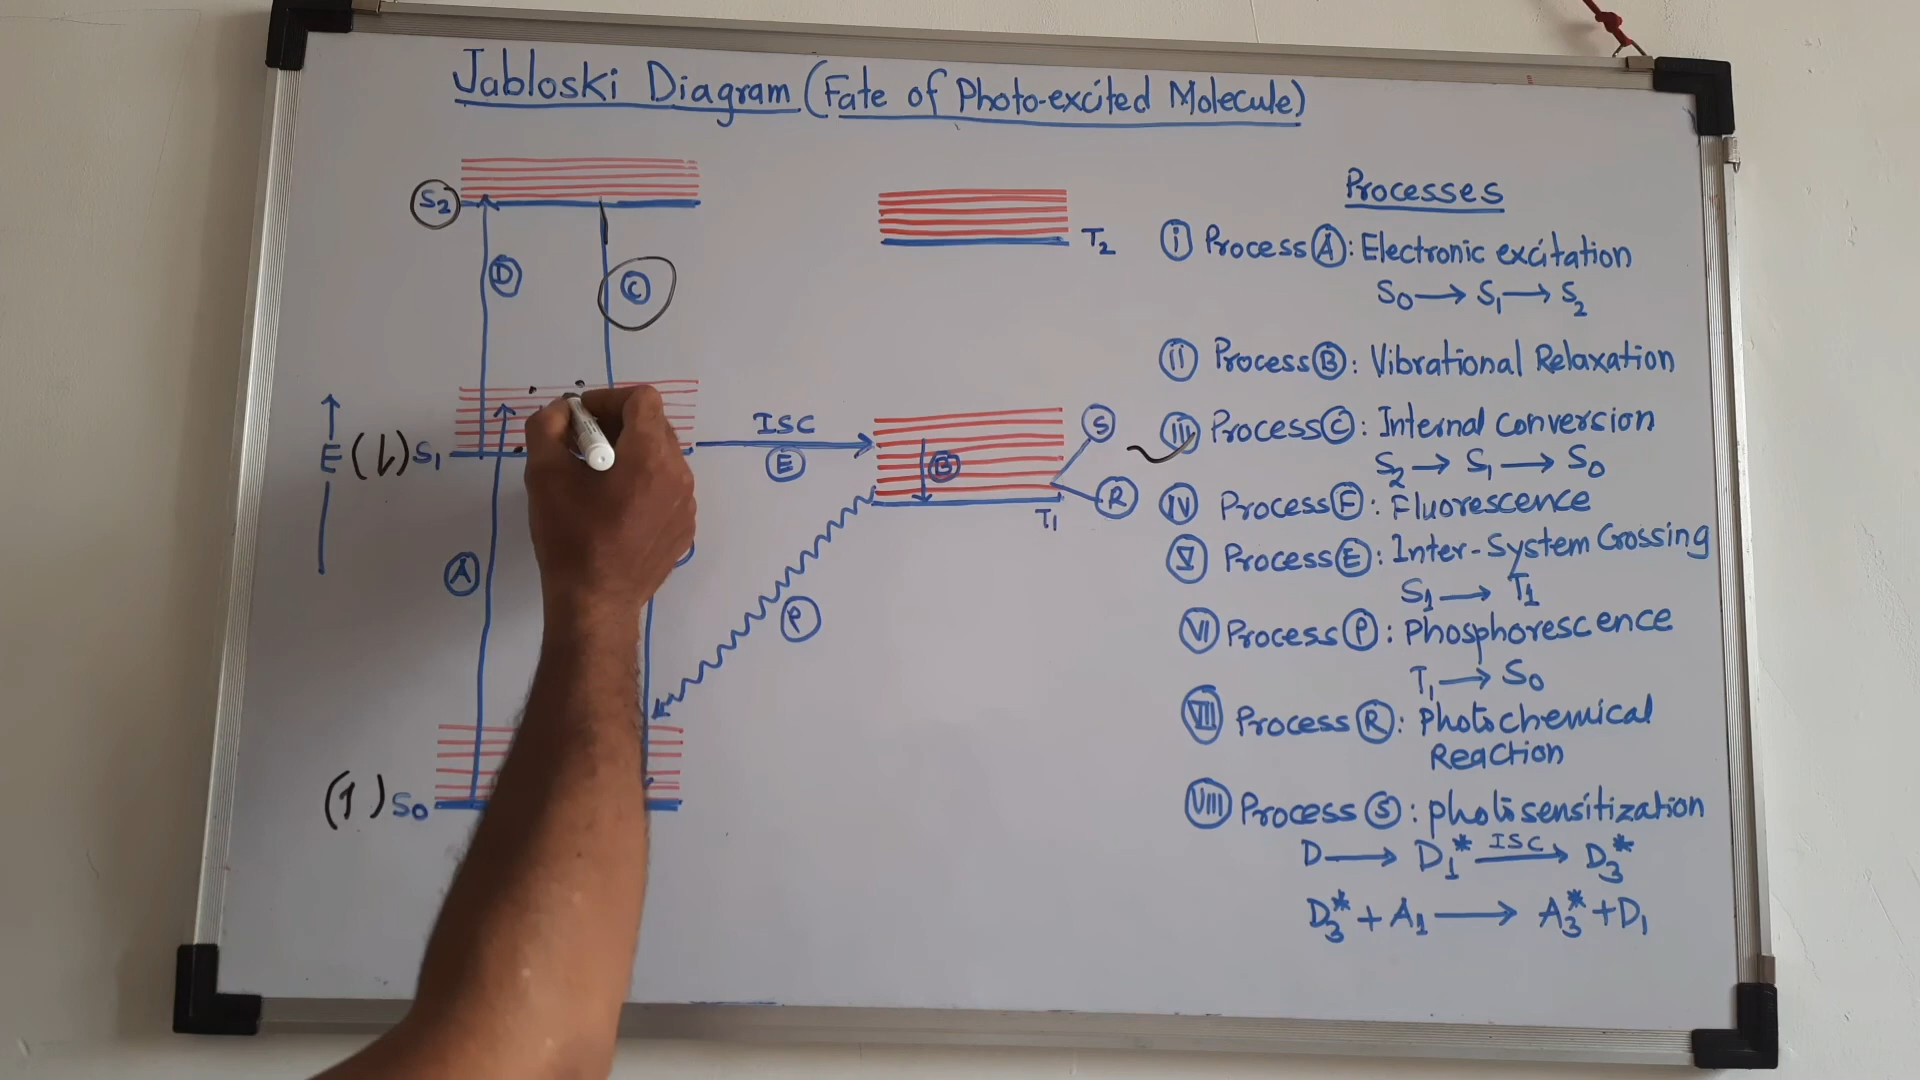 Jabloski Diagram (Fate of Photo-excited Molecule)
S2
D
C
T2
E (1) S1
ISC
E
B
S
R
T1
A
P
(1) S0
Processes
(i) Process (A): Electronic excitation
S0 → S1 → S2
(ii) Process (B): Vibrational Relaxation
(iii) Process (C): Internal Conversion
S2 → S1 → S0
(IV) Process (F): Fluorescence
(V) Process (E): Inter-System Crossing
S1 → T1
(VI) Process (P): Phosphorescence
T1 → S0
(VII) Process (R): Photochemical
Reaction
(VIII) Process (S): photosensitization
D → D1* ISC → D3*
D3* + A1 → A3* + D1